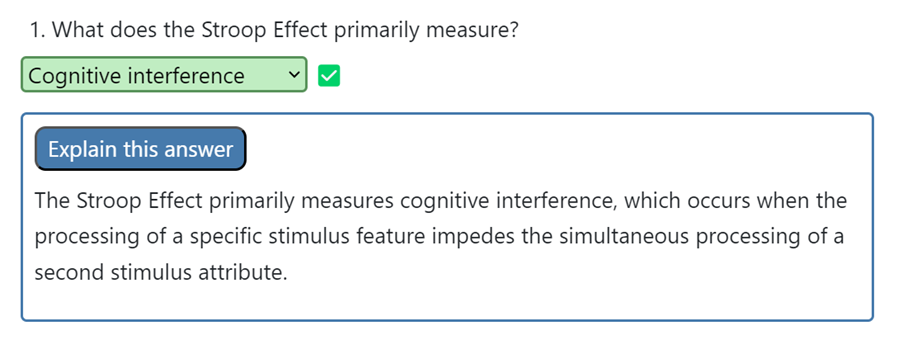 1. What does the Stroop Effect primarily measure?
Cognitive interference
Explain this answer
The Stroop Effect primarily measures cognitive interference, which occurs when the
processing of a specific stimulus feature impedes the simultaneous processing of a
second stimulus attribute.